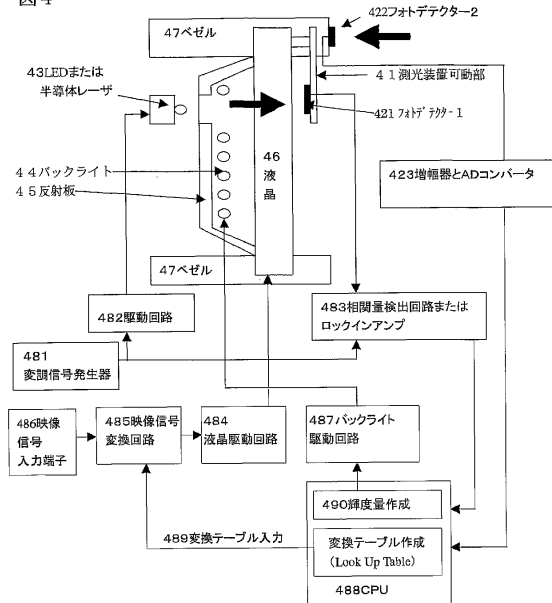 図4
47ベゼル
422フォトデテクター2
43LEDまたは
半導体レーザ
41測光装置可動部
421フォトデテクター1
44バックライト
45反射板
46
液
晶
423増幅器とADコンバータ
47ベゼル
482駆動回路
483相関量検出回路または
ロックインアンプ
481
変調信号発生器
486映像
信号
入力端子
485映像信号
変換回路
484
液晶駆動回路
487バックライト
駆動回路
490輝度量作成
489変換テーブル入力
変換テーブル作成
(Look Up Table)
488CPU